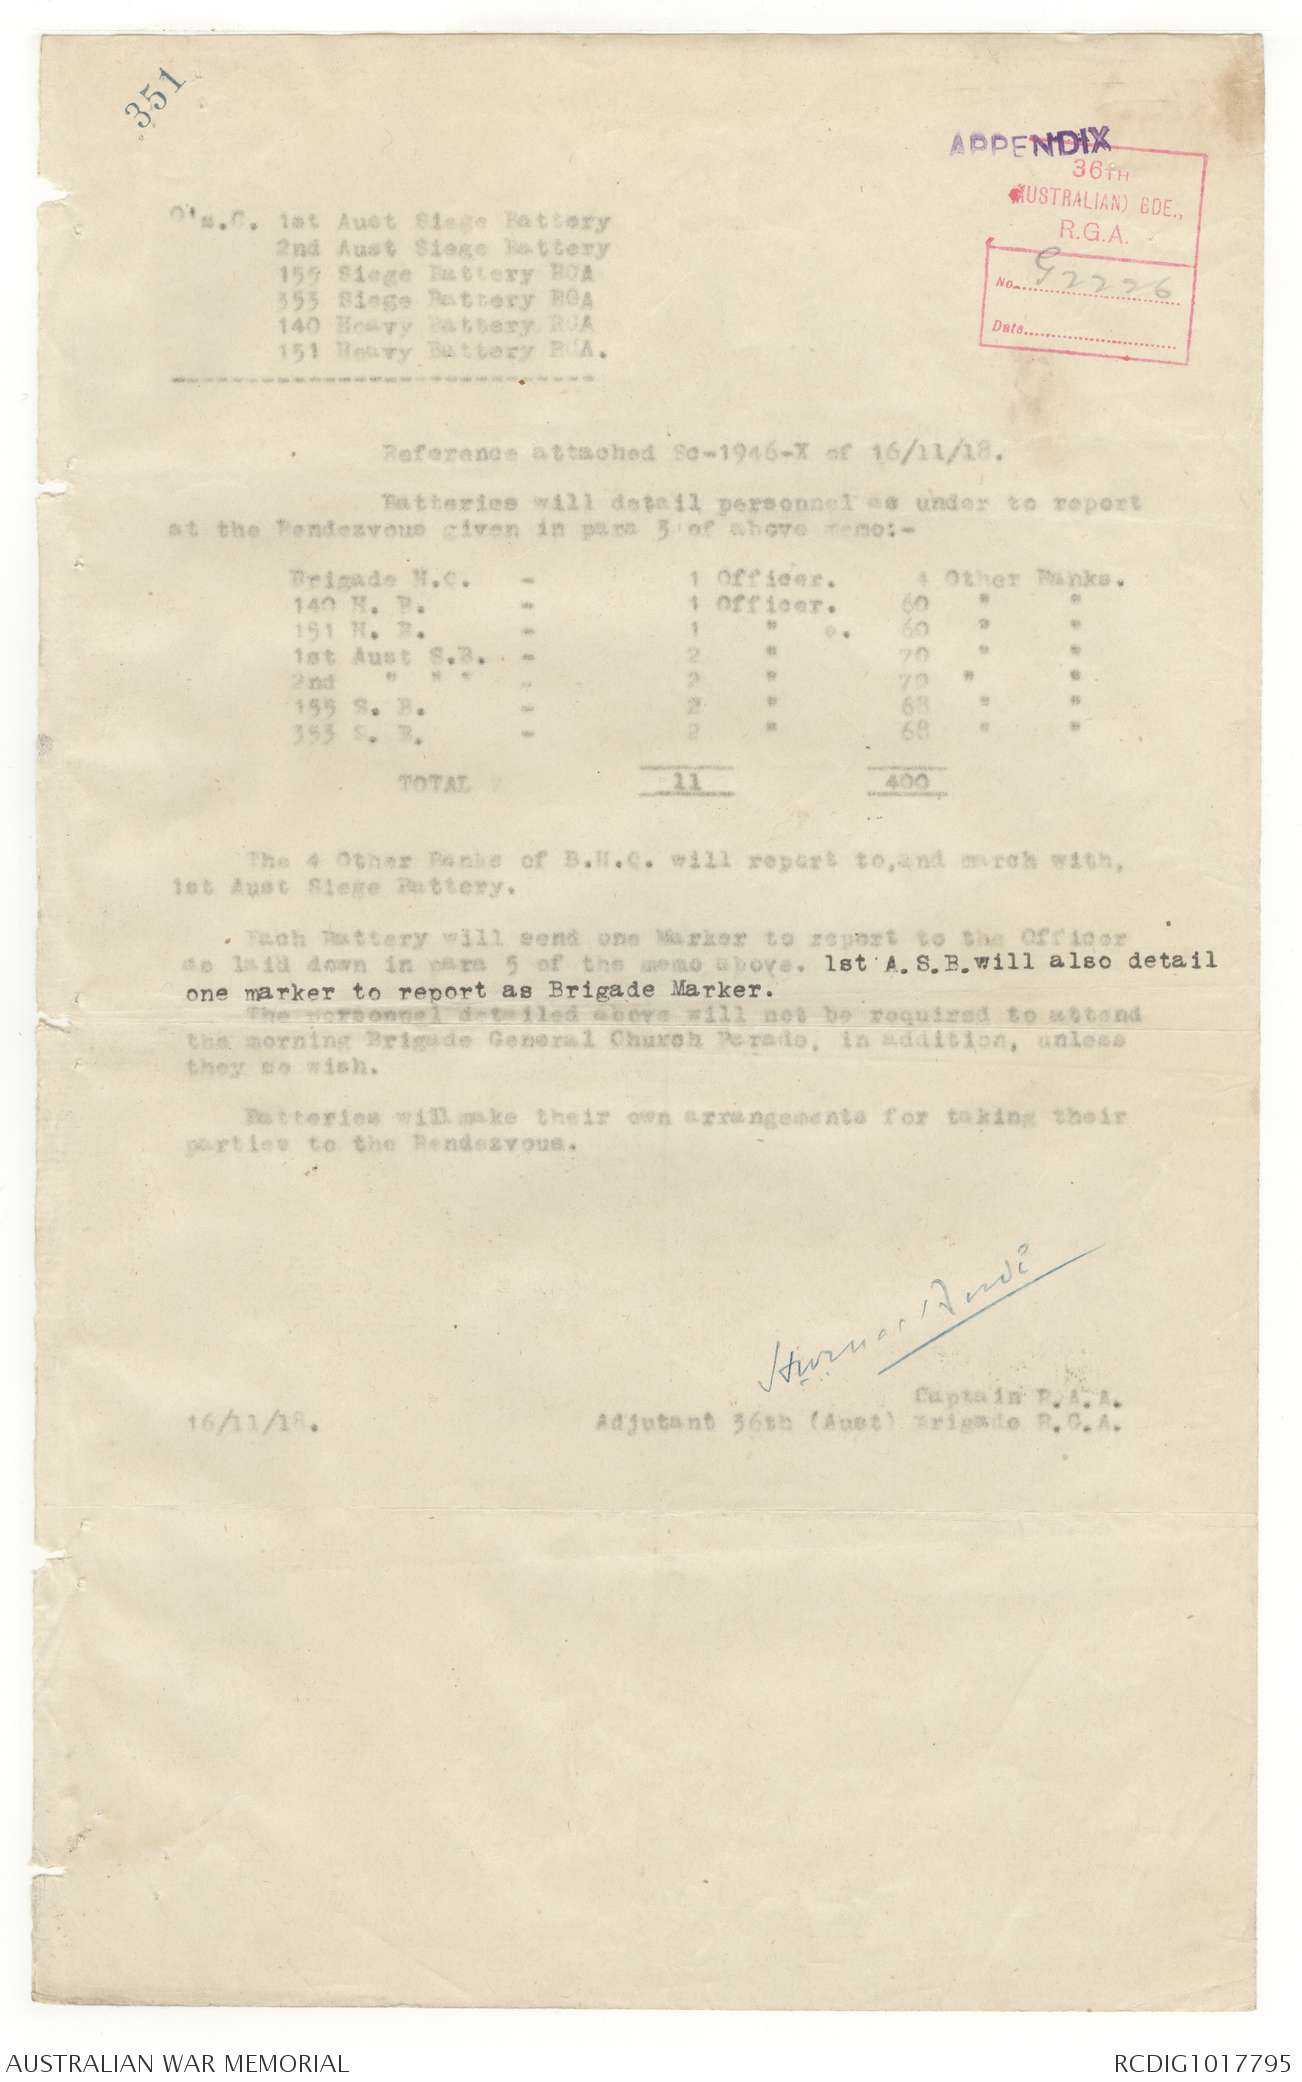 351
APPENDIX
36TH
(AUSTRALIAN) BDE.,
R.G.A.
No. G2226
Date
O's.C. 1st Aust Siege Battery
2nd Aust Siege Battery
155 Siege Battery RGA
353 Siege Battery RGA
140 Heavy Battery RGA
151 Heavy Battery RGA.
Reference attached Sc-1946-X of 16/11/18.
Batteries will detail personnel as under to report
at the Rendezvous given in para 3 of above memo:-
Brigade H.Q. - 1 Officer. 4 Other Ranks.
140 H. B. - 1 Officer. 60 " "
151 H. B. - 1 " . 60 " "
1st Aust S.B. - 2 " 70 " "
2nd " " " - 2 " 70 " "
155 S. B. - 2 " 68 " "
353 S. B. - 2 " 68 " "
TOTAL 11 400
The 4 Other Ranks of B.H.Q. will report to,and march with,
1st Aust Siege Battery.
Each Battery will send one Marker to report to the Officer
as laid down in para 5 of the memo above. 1st A.S.B.will also detail
one marker to report as Brigade Marker.
The personnel detailed above will not be required to attend
the morning Brigade General Church Parade, in addition, unless
they so wish.
Batteries will make their own arrangements for taking their
parties to the Rendezvous.
Captain R.A.A.
16/11/18. Adjutant 36th (Aust) Brigade R.G.A.
AUSTRALIAN WAR MEMORIAL RCDIG1017795